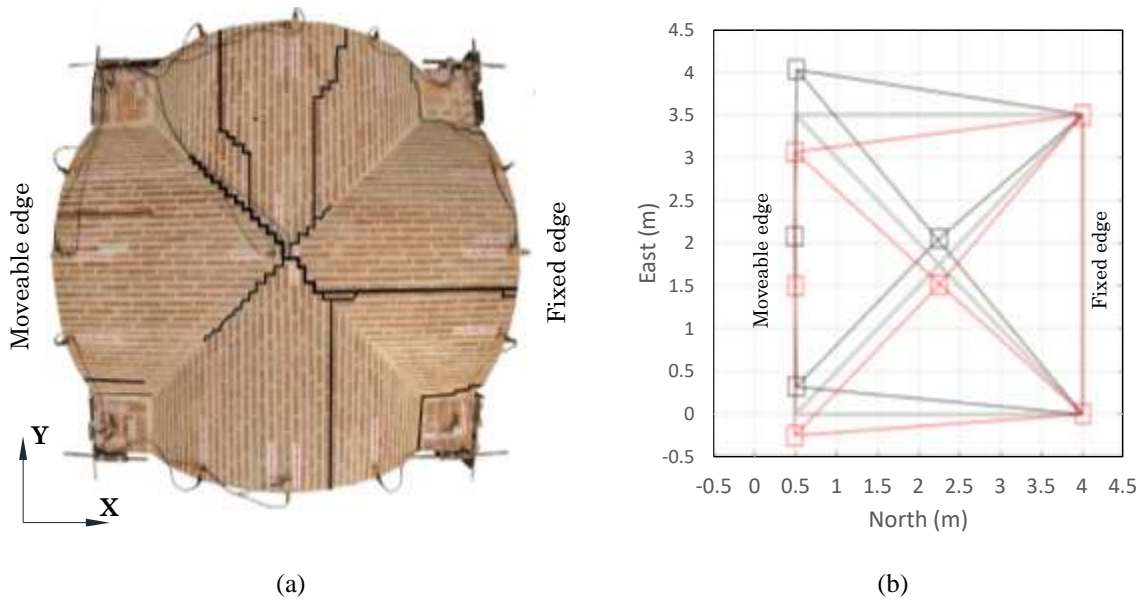 Moveable edge
Fixed edge
Y
X
(a)
4.5
4
3.5
3
2.5
2
1.5
1
0.5
0
-0.5
East (m)
Moveable edge
Fixed edge
-0.5 0 0.5 1 1.5 2 2.5 3 3.5 4 4.5
North (m)
(b)